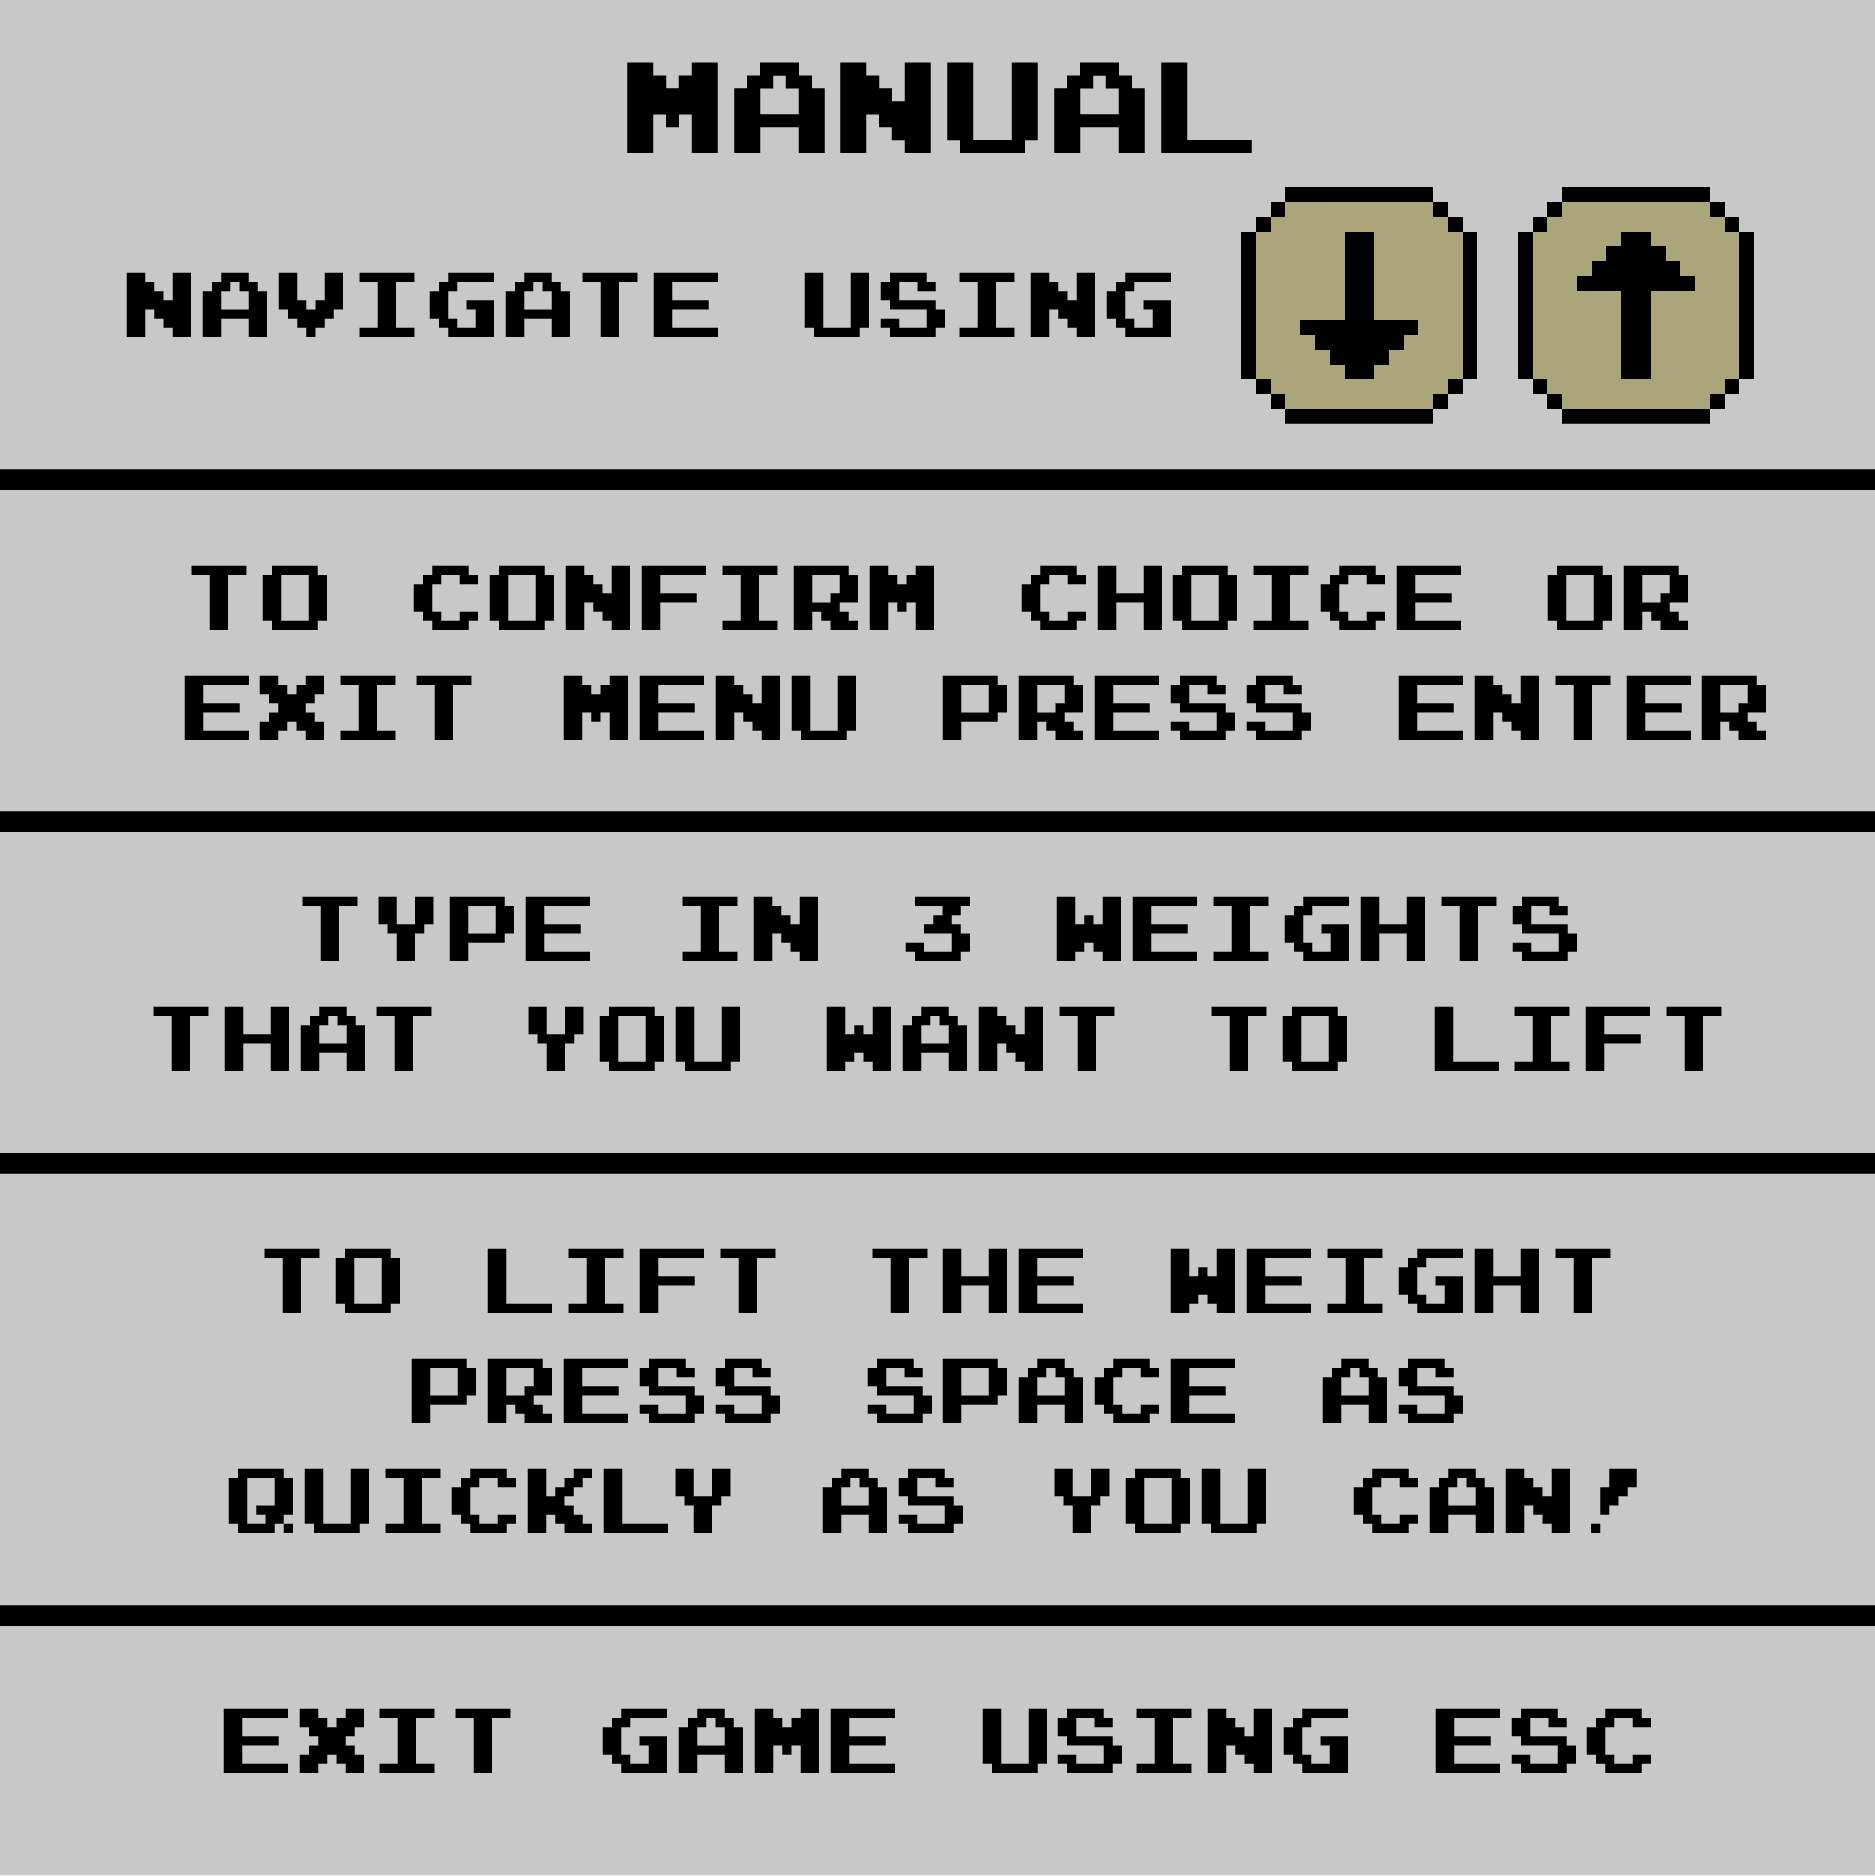 MANUAL
NAVIGATE USING ↓ ↑
TO CONFIRM CHOICE OR
EXIT MENU PRESS ENTER
TYPE IN 3 WEIGHTS
THAT YOU WANT TO LIFT
TO LIFT THE WEIGHT
PRESS SPACE AS
QUICKLY AS YOU CAN!
EXIT GAME USING ESC